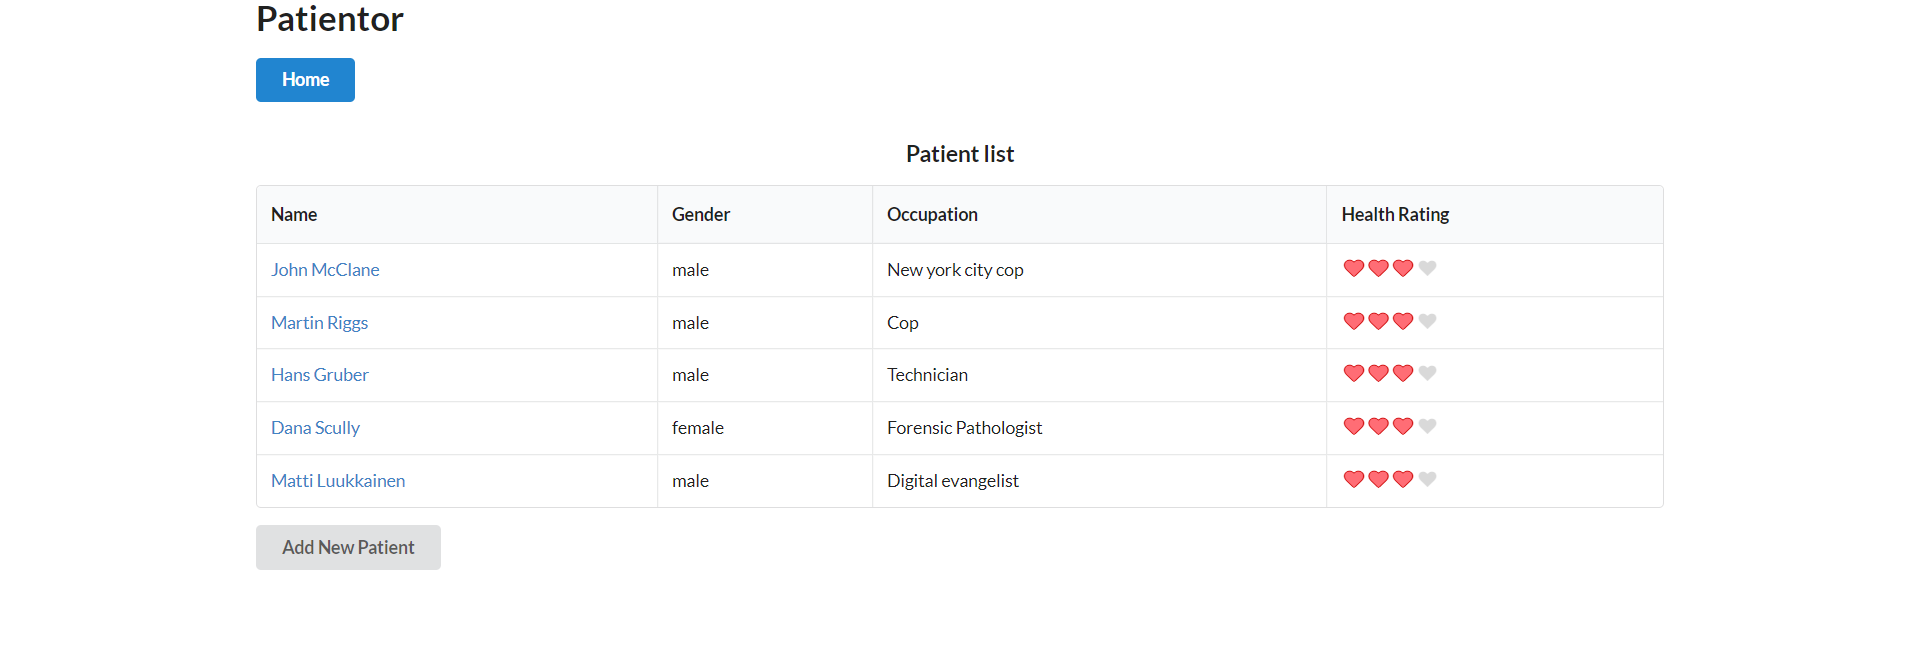 Patientor
Home
Patient list
Name Gender Occupation Health Rating
John McClane male New york city cop
Martin Riggs male Cop
Hans Gruber male Technician
Dana Scully female Forensic Pathologist
Matti Luukkainen male Digital evangelist
Add New Patient